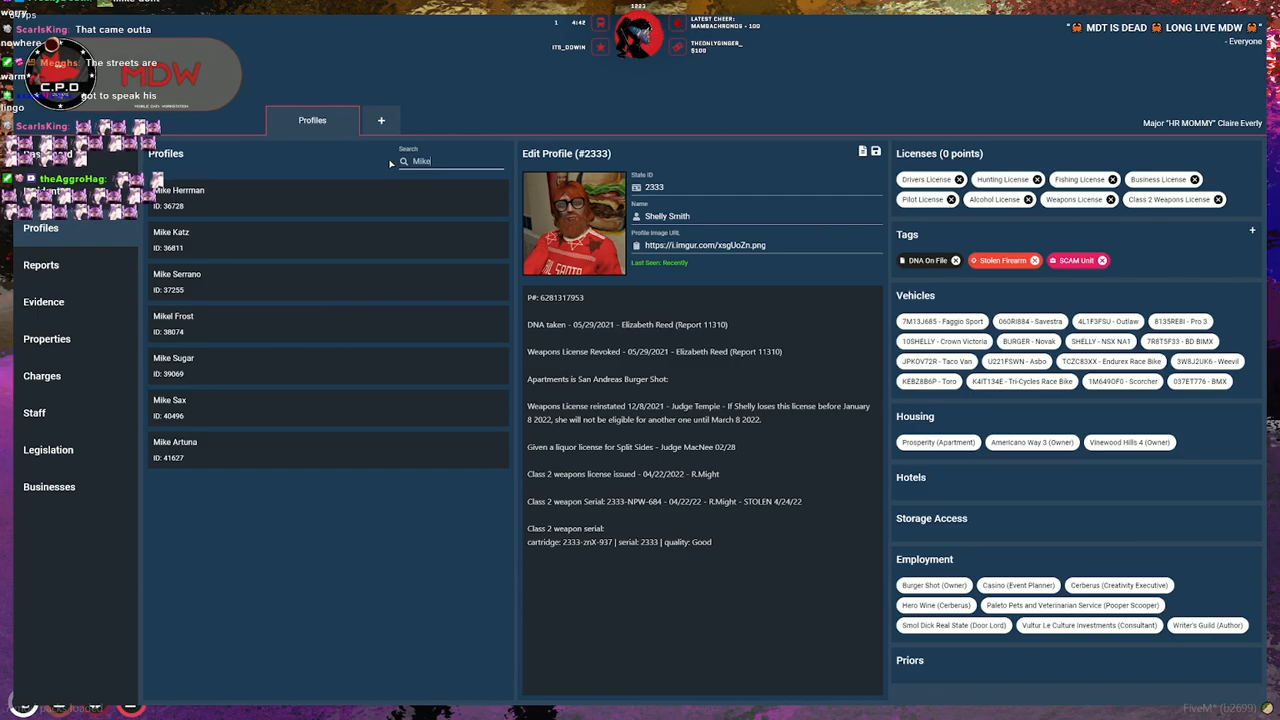 ScarIsKing: That came outta
nowhere
Menghs: The streets are
warm
got to speak his
lingo
ScarIsKing:
theAggroHag:
C.P.D
MDW
MOBILE DATA WORKSTATION
1223
1
4:42
ITS_DOWIN
LATEST CHEER:
MAMBACHRONOS + 100
THEONLYGINGER_
$100
" MDT IS DEAD LONG LIVE MDW "
- Everyone
Major "HR MOMMY" Claire Everly
Profiles
+
Profiles
Reports
Evidence
Properties
Charges
Staff
Legislation
Businesses
Profiles
Search
Mike
Mike Herrman
ID: 36728
Mike Katz
ID: 36811
Mike Serrano
ID: 37255
Mikel Frost
ID: 38074
Mike Sugar
ID: 39069
Mike Sax
ID: 40496
Mike Artuna
ID: 41627
Edit Profile (#2333)
State ID
2333
Name
Shelly Smith
Profile Image URL
https://i.imgur.com/xsgUoZn.png
Last Seen: Recently
P#: 6281317953
DNA taken - 05/29/2021 - Elizabeth Reed (Report 11310)
Weapons License Revoked - 05/29/2021 - Elizabeth Reed (Report 11310)
Apartments is San Andreas Burger Shot:
Weapons License reinstated 12/8/2021 - Judge Temple - If Shelly loses this license before January
8 2022, she will not be eligible for another one until March 8 2022.
Given a liquor license for Split Sides - Judge MacNee 02/28
Class 2 weapons license issued - 04/22/2022 - R.Might
Class 2 weapon Serial: 2333-NPW-684 - 04/22/22 - R.Might - STOLEN 4/24/22
Class 2 weapon serial:
cartridge: 2333-znX-937 | serial: 2333 | quality: Good
Licenses (0 points)
Drivers License Hunting License Fishing License Business License
Pilot License Alcohol License Weapons License Class 2 Weapons License
Tags
+
DNA On File Stolen Firearm SCAM Unit
Vehicles
7M13J685 - Faggio Sport 060RI884 - Savestra 4L1F3FSU - Outlaw 8135RE8I - Pro 3
10SHELLY - Crown Victoria BURGER - Novak SHELLY - NSX NA1 7R8T5F33 - BD BIMX
JPKOV72R - Taco Van U221FSWN - Asbo TCZC83XX - Endurex Race Bike 3W8J2UK6 - Weevil
KEBZ8B6P - Toro K4IT134E - Tri-Cycles Race Bike 1M649OF0 - Scorcher 037ET776 - BMX
Housing
Prosperity (Apartment) Americano Way 3 (Owner) Vinewood Hills 4 (Owner)
Hotels
Storage Access
Employment
Burger Shot (Owner) Casino (Event Planner) Cerberus (Creativity Executive)
Hero Wine (Cerberus) Paleto Pets and Veterinarian Service (Pooper Scooper)
Smol Dick Real State (Door Lord) Vultur Le Culture Investments (Consultant) Writer's Guild (Author)
Priors
FiveM* (b2699)